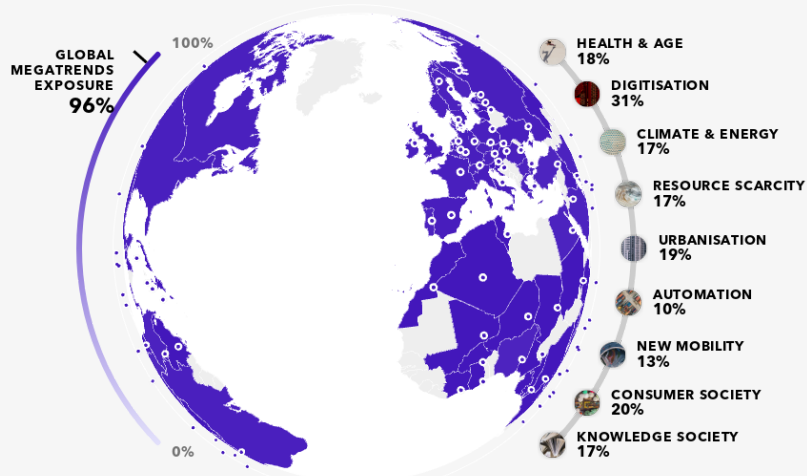 GLOBAL
MEGATRENDS
EXPOSURE
96%
100%
0%
HEALTH & AGE
18%
DIGITISATION
31%
CLIMATE & ENERGY
17%
RESOURCE SCARCITY
17%
URBANISATION
19%
AUTOMATION
10%
NEW MOBILITY
13%
CONSUMER SOCIETY
20%
KNOWLEDGE SOCIETY
17%